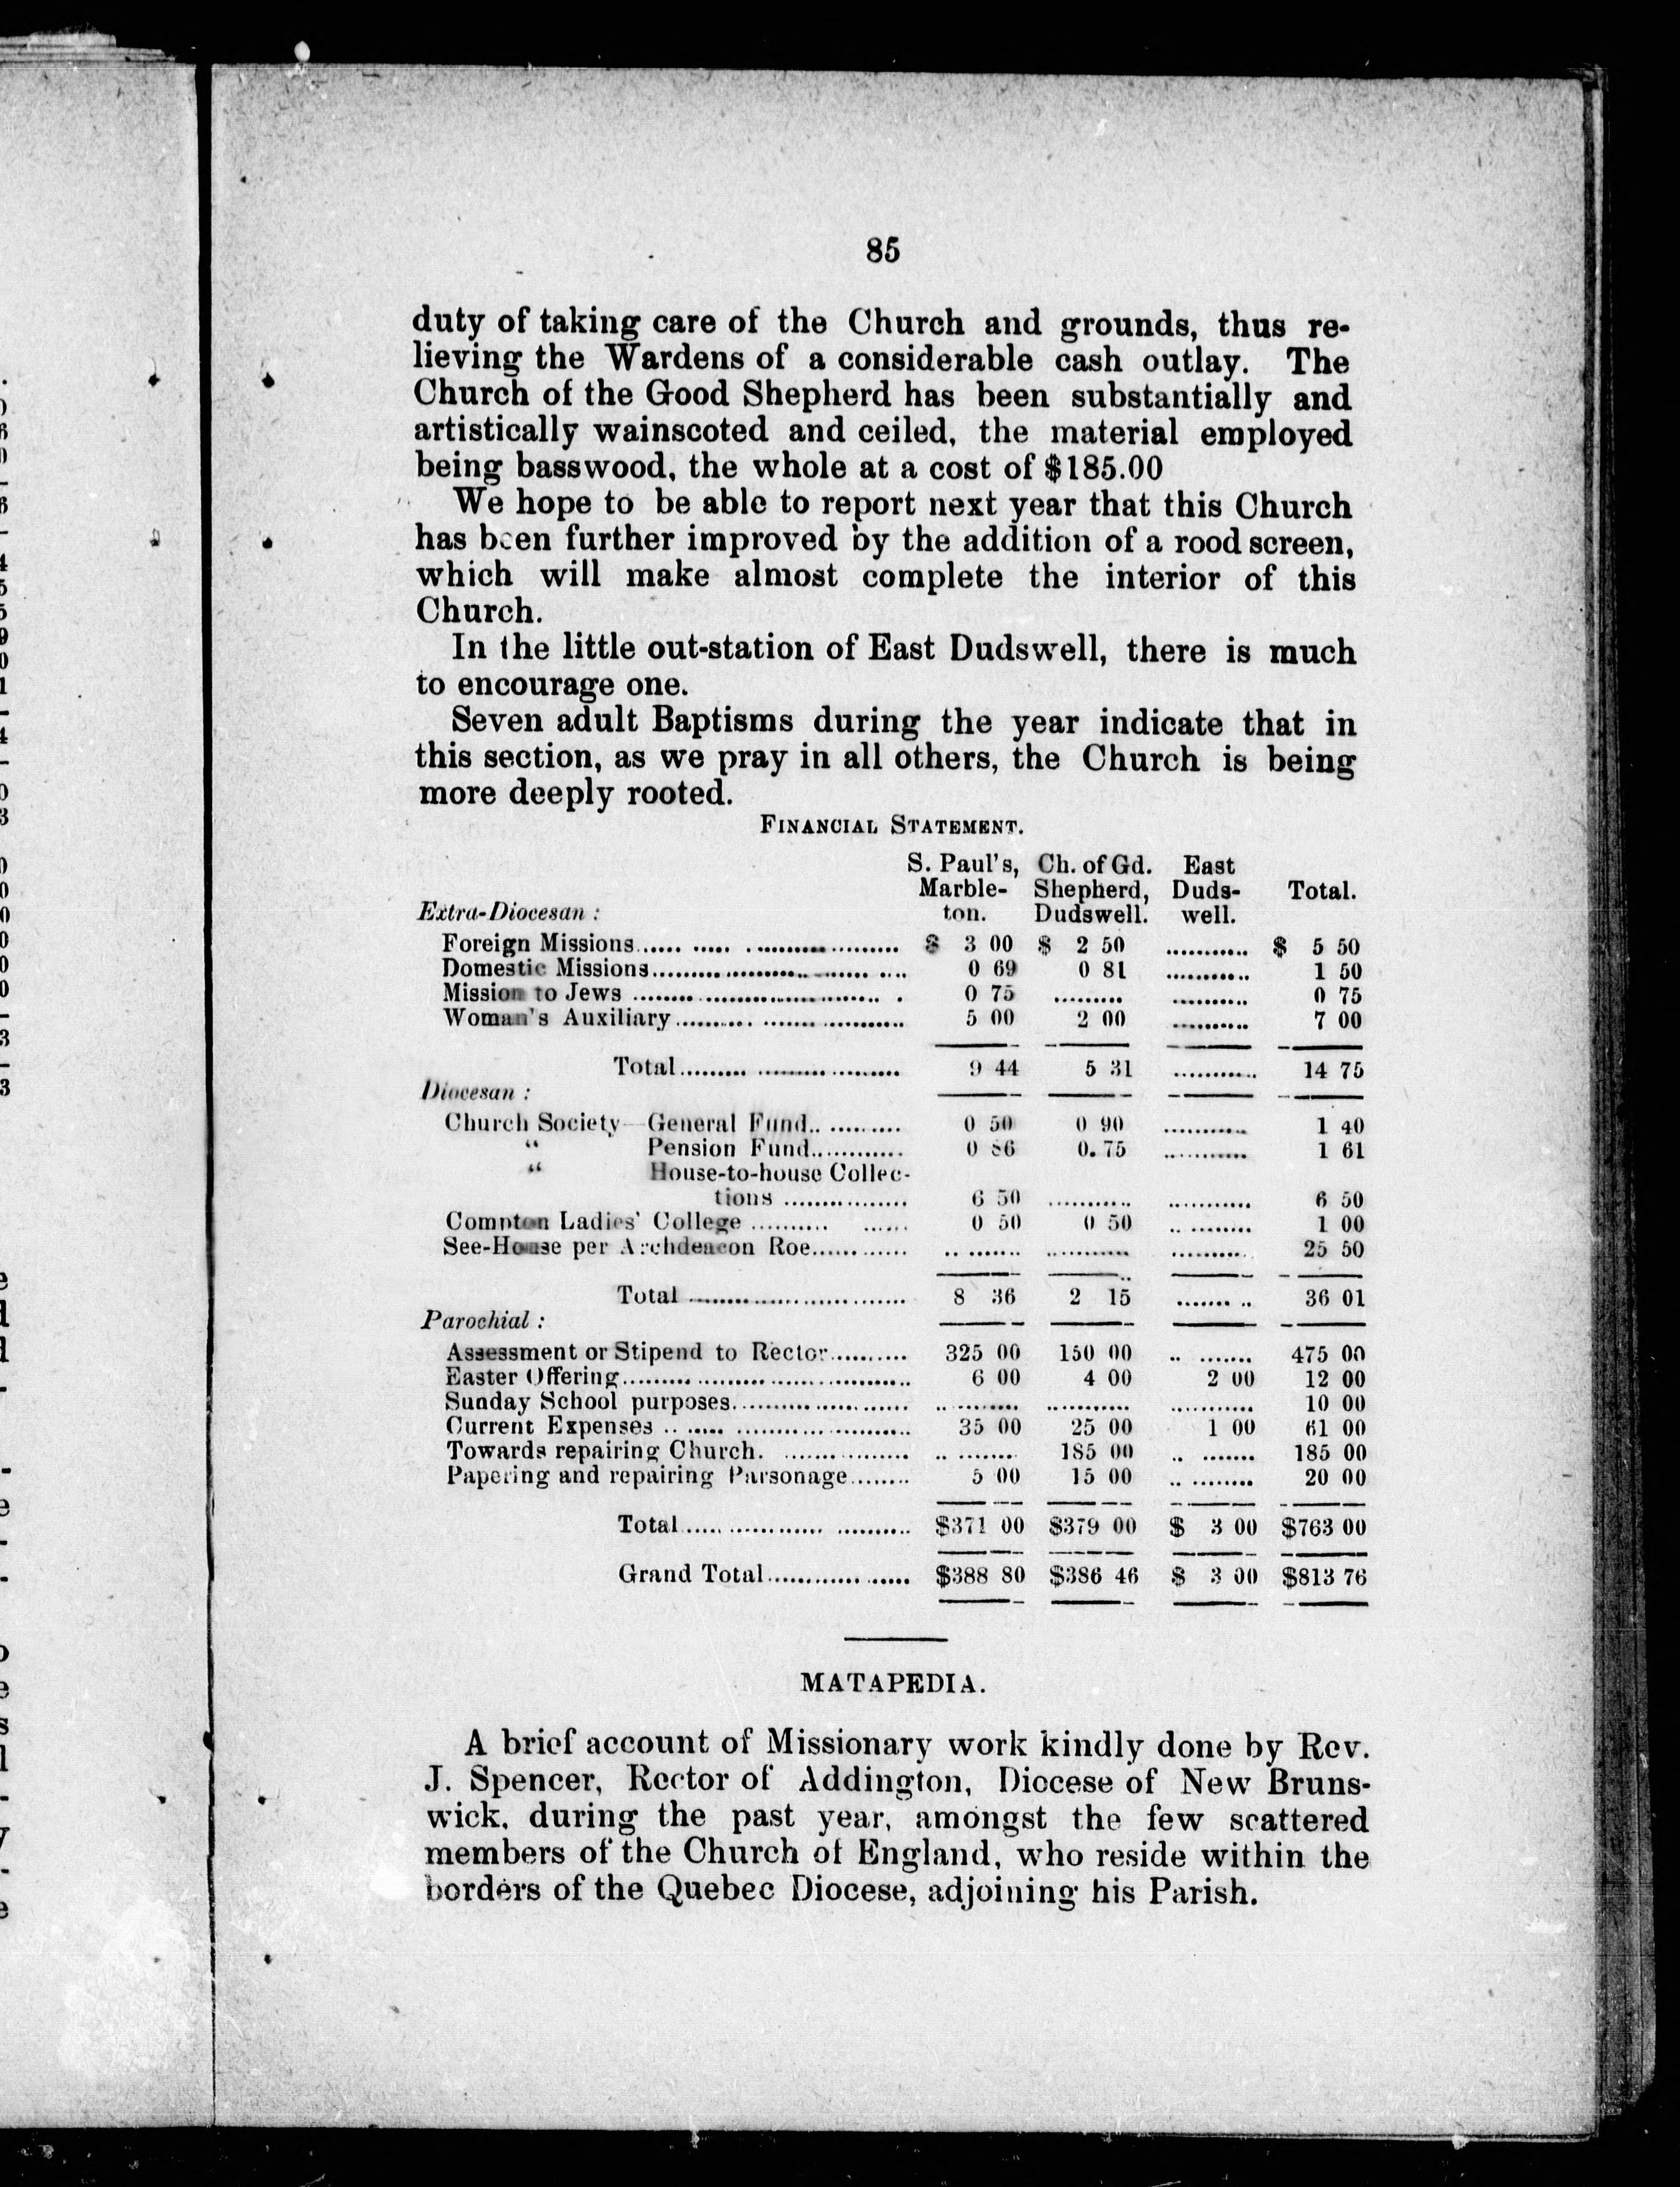 85
duty of taking care of the Church and grounds, thus re-
lieving the Wardens of a considerable cash outlay. The
Church of the Good Shepherd has been substantially and
artistically wainscoted and ceiled, the material employed
being basswood, the whole at a cost of $185.00
We hope to be able to report next year that this Church
has been further improved by the addition of a rood screen,
which will make almost complete the interior of this
Church.
In the little out-station of East Dudswell, there is much
to encourage one.
Seven adult Baptisms during the year indicate that in
this section, as we pray in all others, the Church is being
more deeply rooted.
FINANCIAL STATEMENT.
S. Paul's, Ch. of Gd. East
Marble- Shepherd, Duds- Total.
Extra-Diocesan : ton. Dudswell. well.
Foreign Missions.......... $ 3 00 $ 2 50 .......... $ 5 50
Domestic Missions.......... 0 69 0 81 .......... 1 50
Mission to Jews .......... 0 75 .......... .......... 0 75
Woman's Auxiliary.......... 5 00 2 00 .......... 7 00
Total.......... 9 44 5 31 .......... 14 75
Diocesan :
Church Society—General Fund.......... 0 50 0 90 .......... 1 40
“ Pension Fund.......... 0 86 0.75 .......... 1 61
“ House-to-house Collec-
tions .......... 6 50 .......... .......... 6 50
Compton Ladies' College .......... 0 50 0 50 .......... 1 00
See-House per Archdeacon Roe.......... .......... .......... .......... 25 50
Total .......... 8 36 2 15 .......... 36 01
Parochial :
Assessment or Stipend to Rector.......... 325 00 150 00 .......... 475 00
Easter Offering.......... 6 00 4 00 2 00 12 00
Sunday School purposes.......... .......... .......... .......... 10 00
Current Expenses .......... 35 00 25 00 1 00 61 00
Towards repairing Church. .......... .......... 185 00 .......... 185 00
Papering and repairing Parsonage.......... 5 00 15 00 .......... 20 00
Total.......... $371 00 $379 00 $ 3 00 $763 00
Grand Total.......... $388 80 $386 46 $ 3 00 $813 76
MATAPEDIA.
A brief account of Missionary work kindly done by Rev.
J. Spencer, Rector of Addington, Diocese of New Bruns-
wick, during the past year, amongst the few scattered
members of the Church of England, who reside within the
borders of the Quebec Diocese, adjoining his Parish.